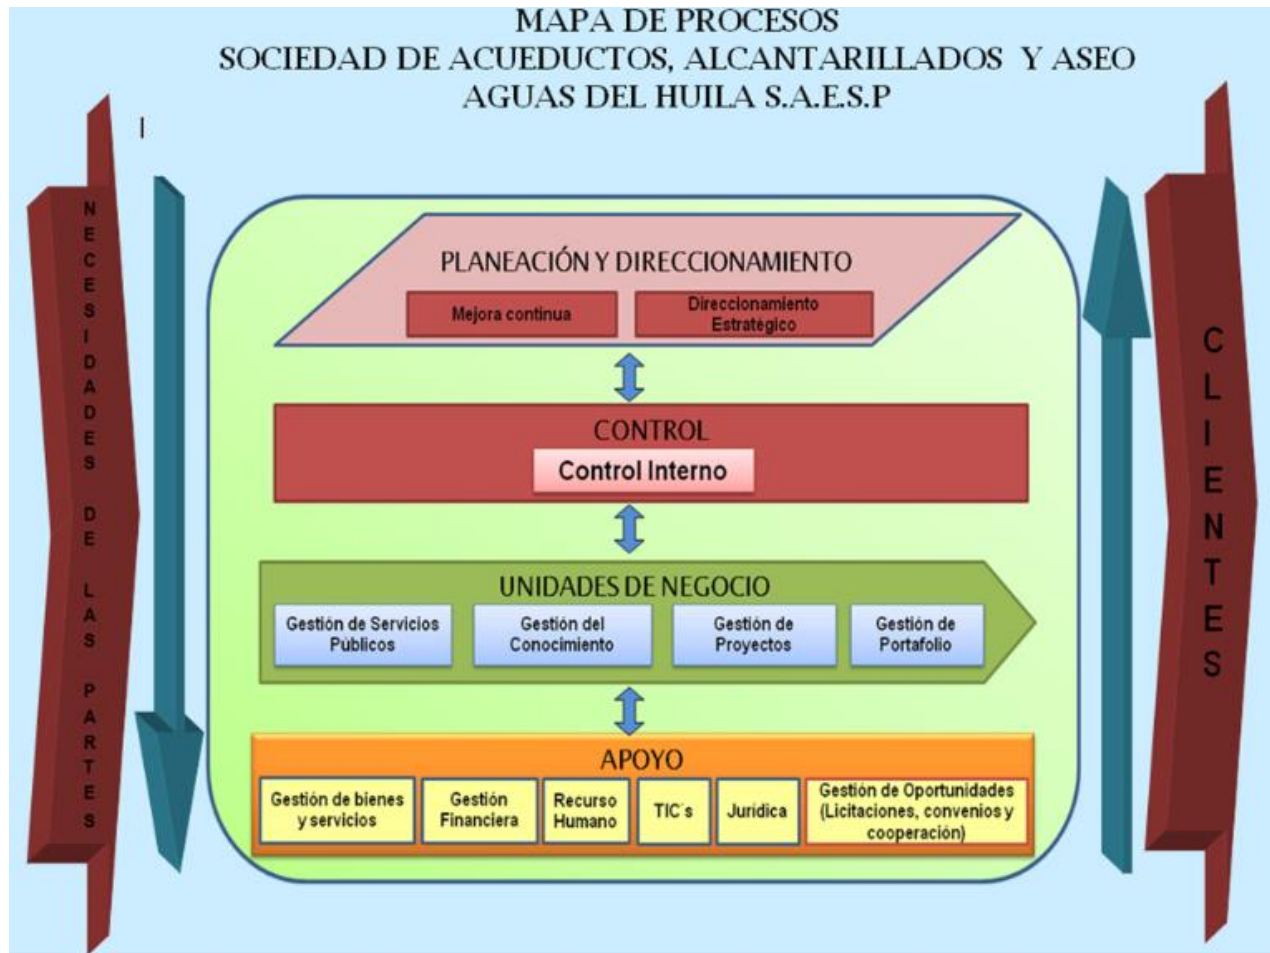 MAPA DE PROCESOS
SOCIEDAD DE ACUEDUCTOS, ALCANTARILLADOS Y ASEO
AGUAS DEL HUILA S.A.E.S.P
NECESIDADES DE LAS PARTES
PLANEACIÓN Y DIRECCIONAMIENTO
Mejora continua
Direccionamiento
Estratégico
CONTROL
Control Interno
UNIDADES DE NEGOCIO
Gestión de Servicios
Públicos
Gestión del
Conocimiento
Gestión de
Proyectos
Gestión de
Portafolio
APOYO
Gestión de bienes
y servicios
Gestión
Financiera
Recurso
Humano
TIC´s
Jurídica
Gestión de Oportunidades
(Licitaciones, convenios y
cooperación)
CLIENTES